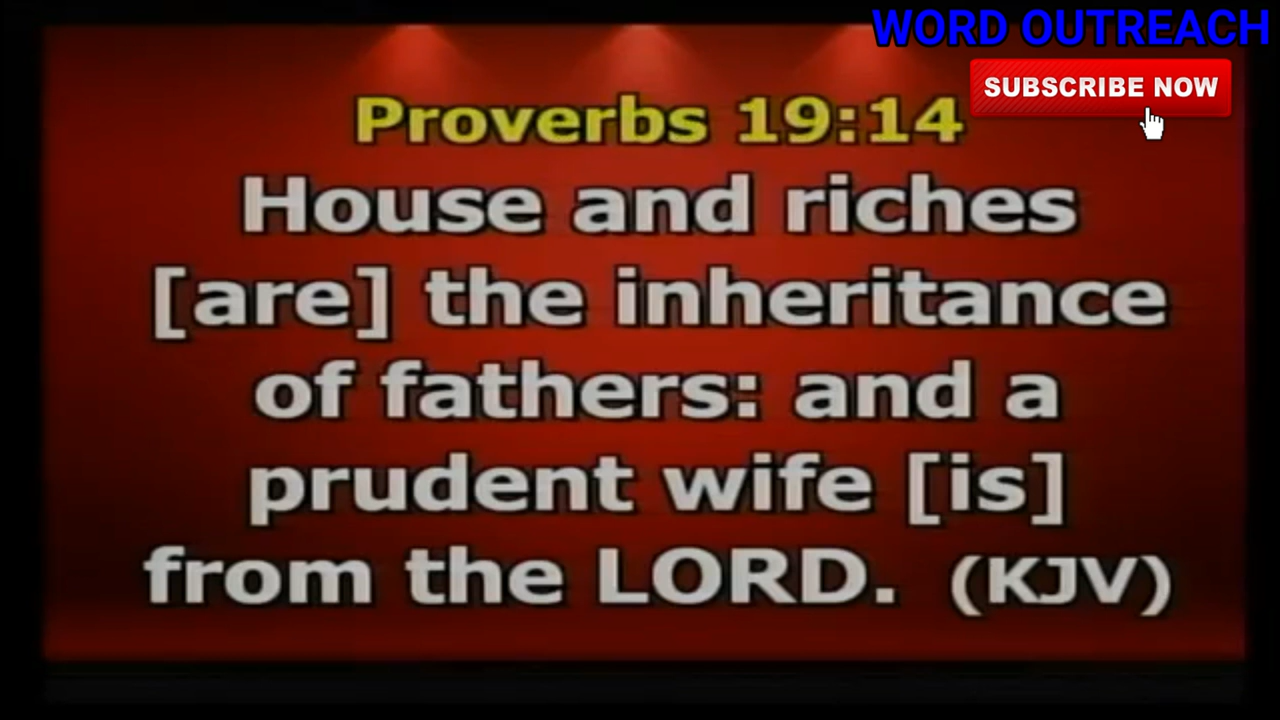 WORD OUTREACH
SUBSCRIBE NOW
Proverbs 19:14
House and riches
[are] the inheritance
of fathers: and a
prudent wife [is]
from the LORD. (KJV)